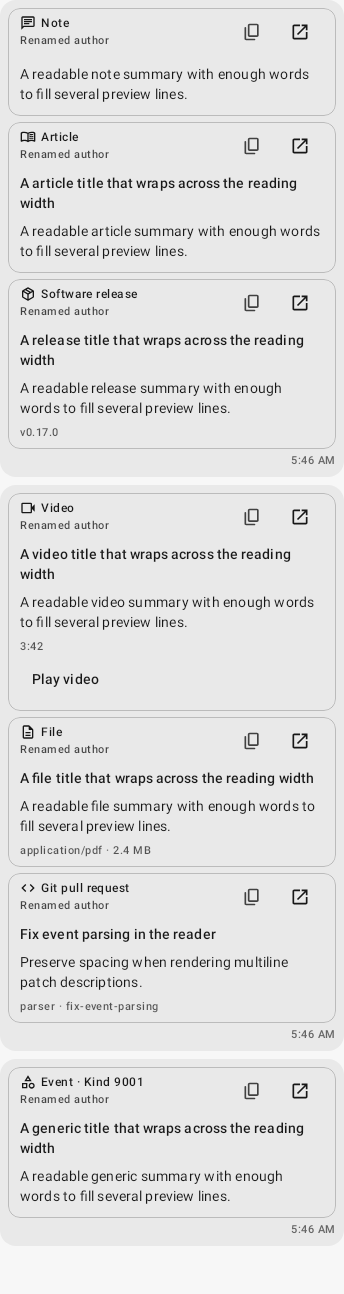 Note
Renamed author
A readable note summary with enough words
to fill several preview lines.
Article
Renamed author
A article title that wraps across the reading
width
A readable article summary with enough words
to fill several preview lines.
Software release
Renamed author
A release title that wraps across the reading
width
A readable release summary with enough
words to fill several preview lines.
v0.17.0
5:46 AM
Video
Renamed author
A video title that wraps across the reading
width
A readable video summary with enough words
to fill several preview lines.
3:42
Play video
File
Renamed author
A file title that wraps across the reading width
A readable file summary with enough words to
fill several preview lines.
application/pdf · 2.4 MB
Git pull request
Renamed author
Fix event parsing in the reader
Preserve spacing when rendering multiline
patch descriptions.
parser · fix-event-parsing
5:46 AM
Event · Kind 9001
Renamed author
A generic title that wraps across the reading
width
A readable generic summary with enough
words to fill several preview lines.
5:46 AM